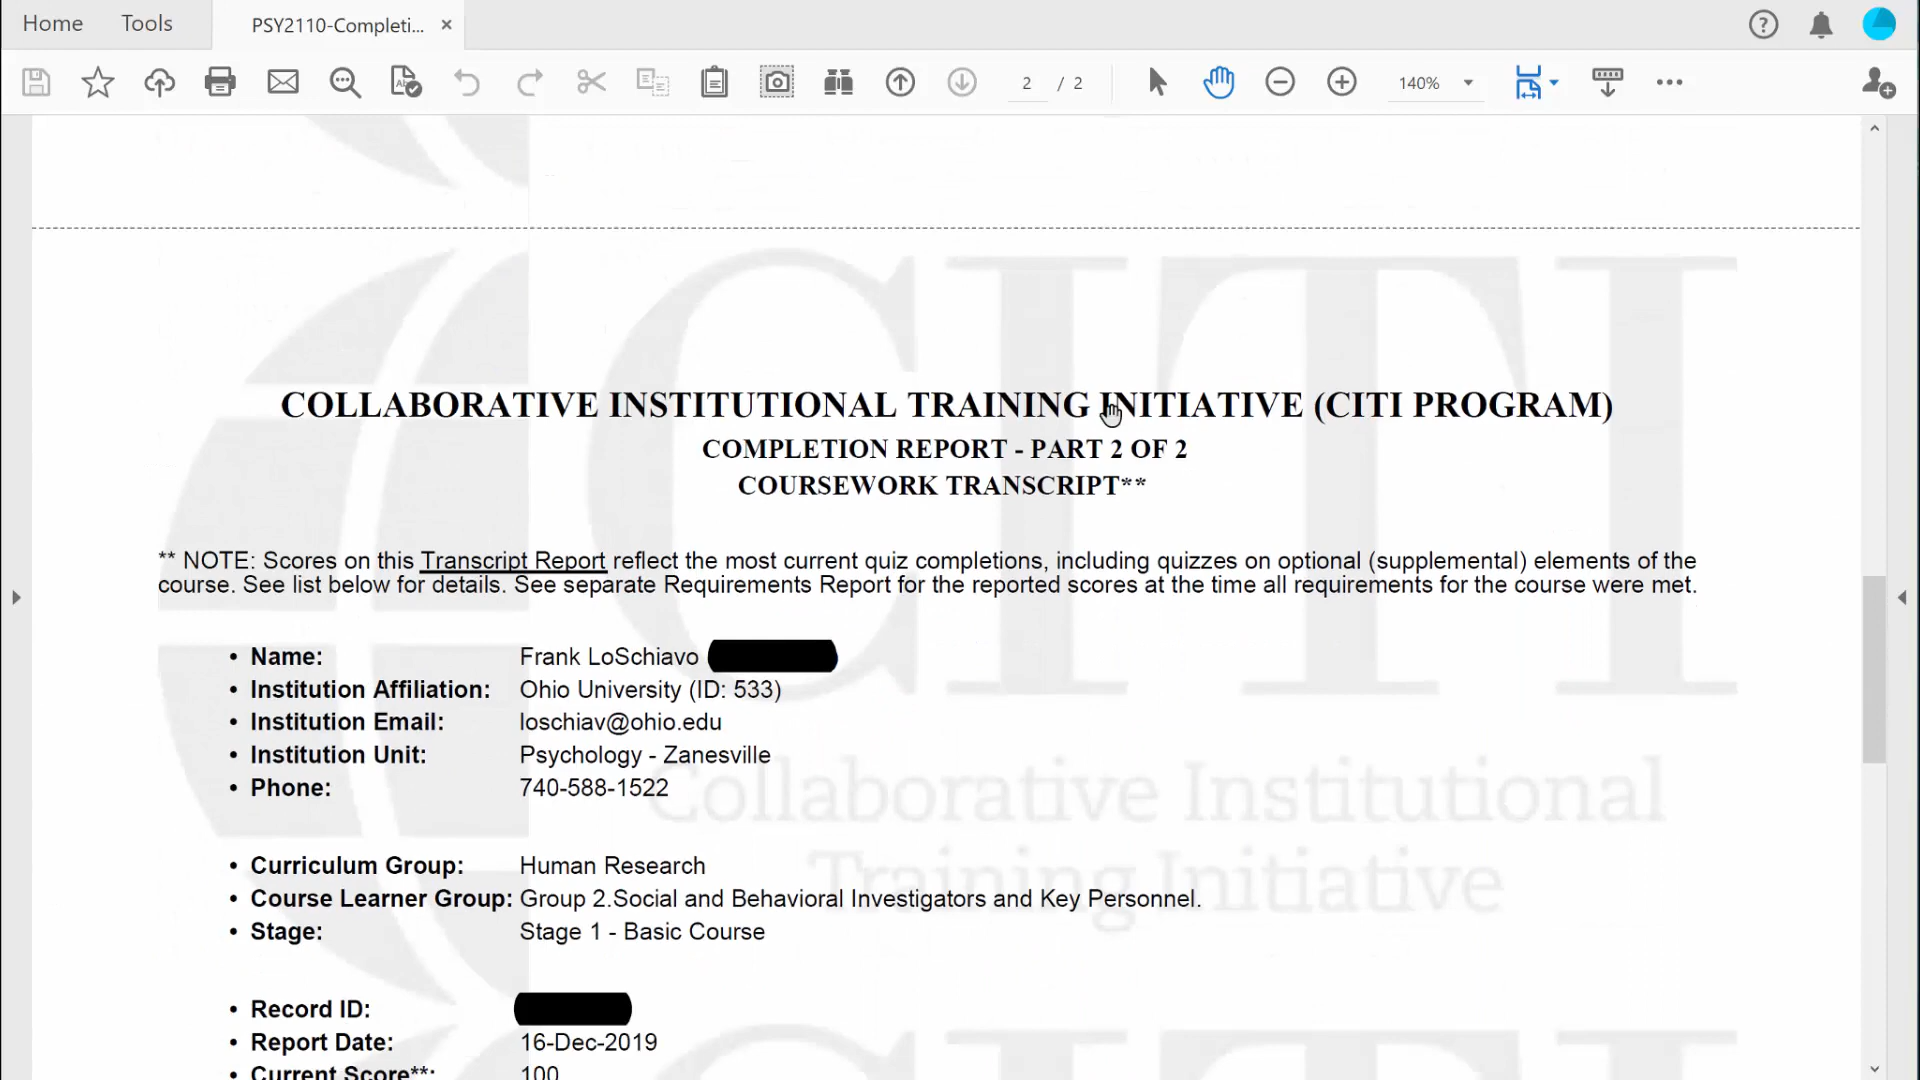 Home Tools PSY2110-Completi...
2 / 2 140%
CITI
COLLABORATIVE INSTITUTIONAL TRAINING INITIATIVE (CITI PROGRAM)
COMPLETION REPORT - PART 2 OF 2
COURSEWORK TRANSCRIPT**
** NOTE: Scores on this Transcript Report reflect the most current quiz completions, including quizzes on optional (supplemental) elements of the
course. See list below for details. See separate Requirements Report for the reported scores at the time all requirements for the course were met.
• Name: Frank LoSchiavo
• Institution Affiliation: Ohio University (ID: 533)
• Institution Email: loschiav@ohio.edu
• Institution Unit: Psychology - Zanesville
• Phone: 740-588-1522
Collaborative Institutional
Training Initiative
• Curriculum Group: Human Research
• Course Learner Group: Group 2.Social and Behavioral Investigators and Key Personnel.
• Stage: Stage 1 - Basic Course
• Record ID:
• Report Date: 16-Dec-2019
• Current Score**: 100
CITI